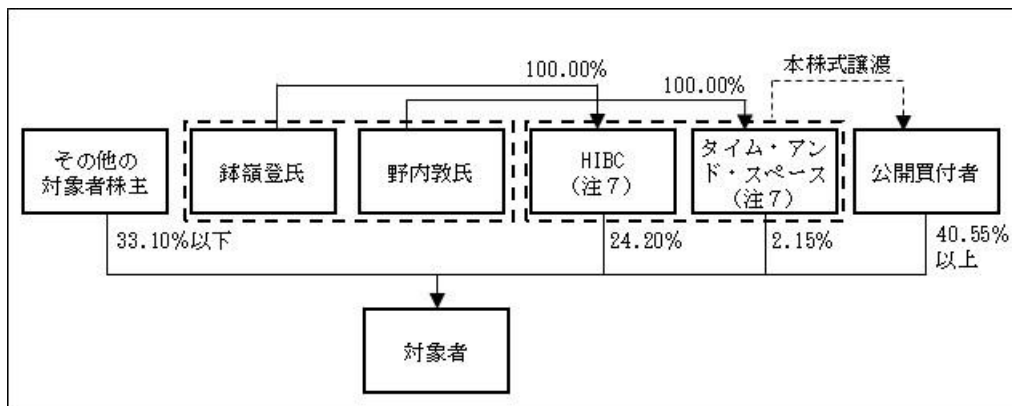 100.00%
本株式譲渡
100.00%
その他の
対象者株主
鉢嶺登氏
野内敦氏
HIBC
(注7)
タイム・アン
ド・スペース
(注7)
公開買付者
33.10%以下
24.20%
2.15%
40.55%
以上
対象者